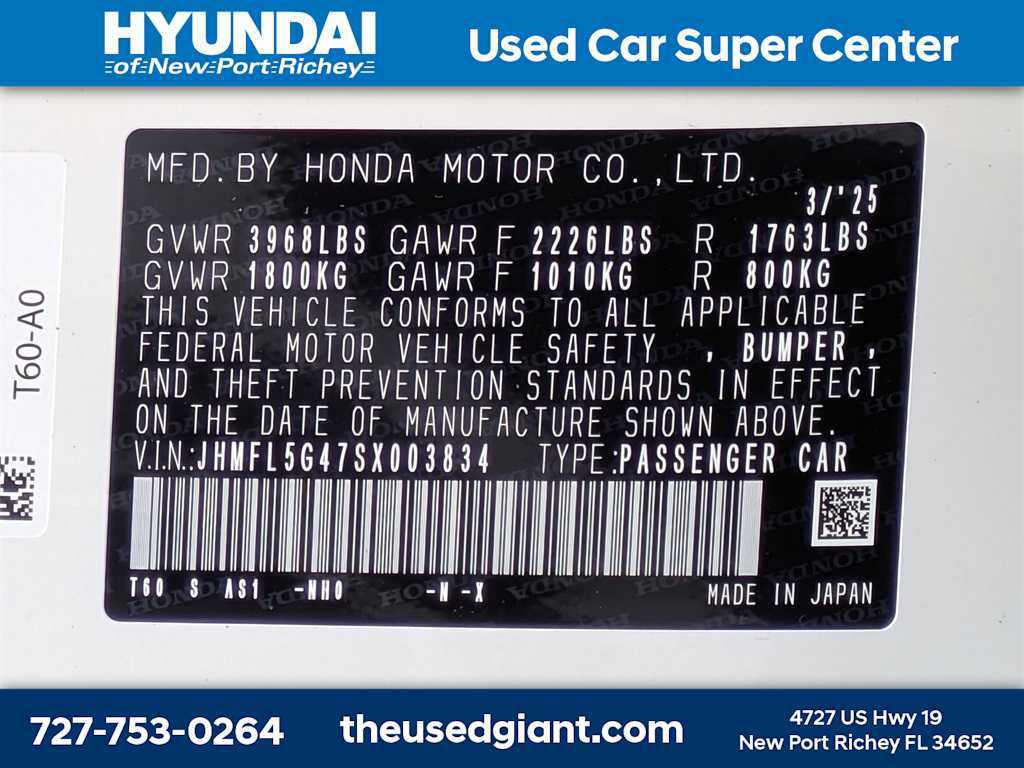 HYUNDAI
of New Port Richey
Used Car Super Center
MFD. BY HONDA MOTOR CO.,LTD.
3/'25
GVWR 3968LBS GAWR F 2226LBS R 1763LBS
GVWR 1800KG GAWR F 1010KG R 800KG
THIS VEHICLE CONFORMS TO ALL APPLICABLE
FEDERAL MOTOR VEHICLE SAFETY , BUMPER ,
AND THEFT PREVENTION STANDARDS IN EFFECT
ON THE DATE OF MANUFACTURE SHOWN ABOVE.
V.I.N.:JHMFL5G47SX003834 TYPE:PASSENGER CAR
T60 S AS1 -NH0 -N -X
MADE IN JAPAN
T60-A0
727-753-0264
theusedgiant.com
4727 US Hwy 19
New Port Richey FL 34652